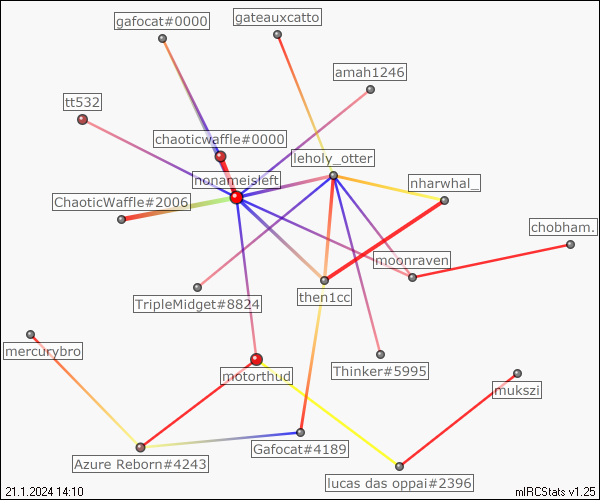 gafocat#0000
gateauxcatto
amah1246
tt532
chaoticwaffle#0000
leholy_otter
nonameisleft
nharwhal_
ChaoticWaffle#2006
chobham.
moonraven
TripleMidget#8824
then1cc
mercurybro
Thinker#5995
motorthud
mukszi
Gafocat#4189
Azure Reborn#4243
lucas das oppai#2396
21.1.2024 14:10
mIRCStats v1.25